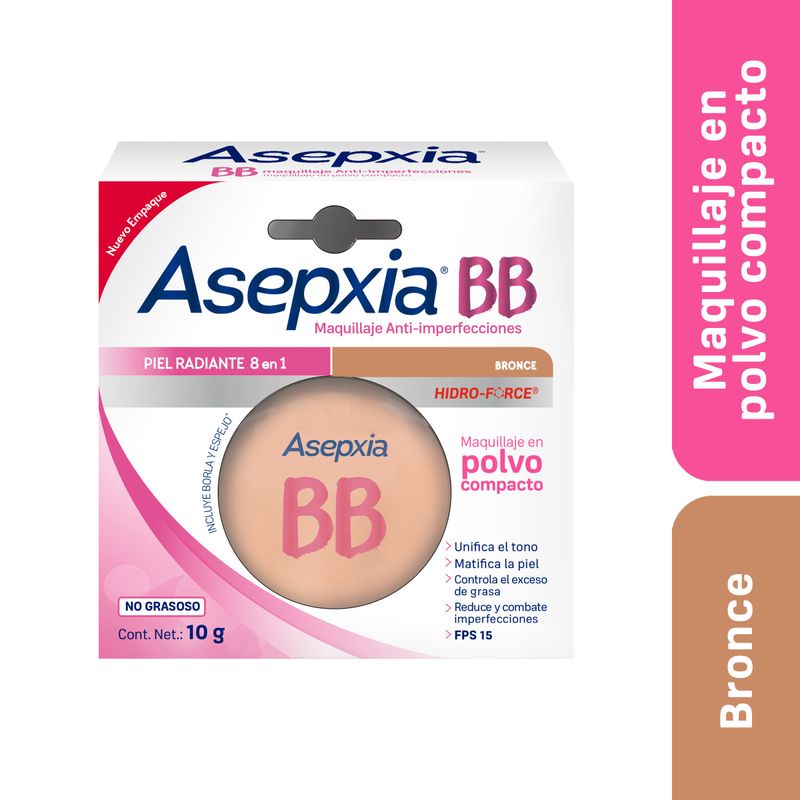 Asepxia®
BB maquillaje Anti-imperfecciones
maquillaje en polvo compacto
Nuevo Empaque
Asepxia® BB
Maquillaje Anti-imperfecciones
PIEL RADIANTE 8 en 1
BRONCE
HIDRO-FORCE®
INCLUYE BORLA Y ESPEJO*
Asepxia
BB
Maquillaje en
polvo
compacto
> Unifica el tono
> Matifica la piel
> Controla el exceso
de grasa
> Reduce y combate
imperfecciones
> FPS 15
NO GRASOSO
Cont. Net.: 10 g
Maquillaje en
polvo compacto
Bronce